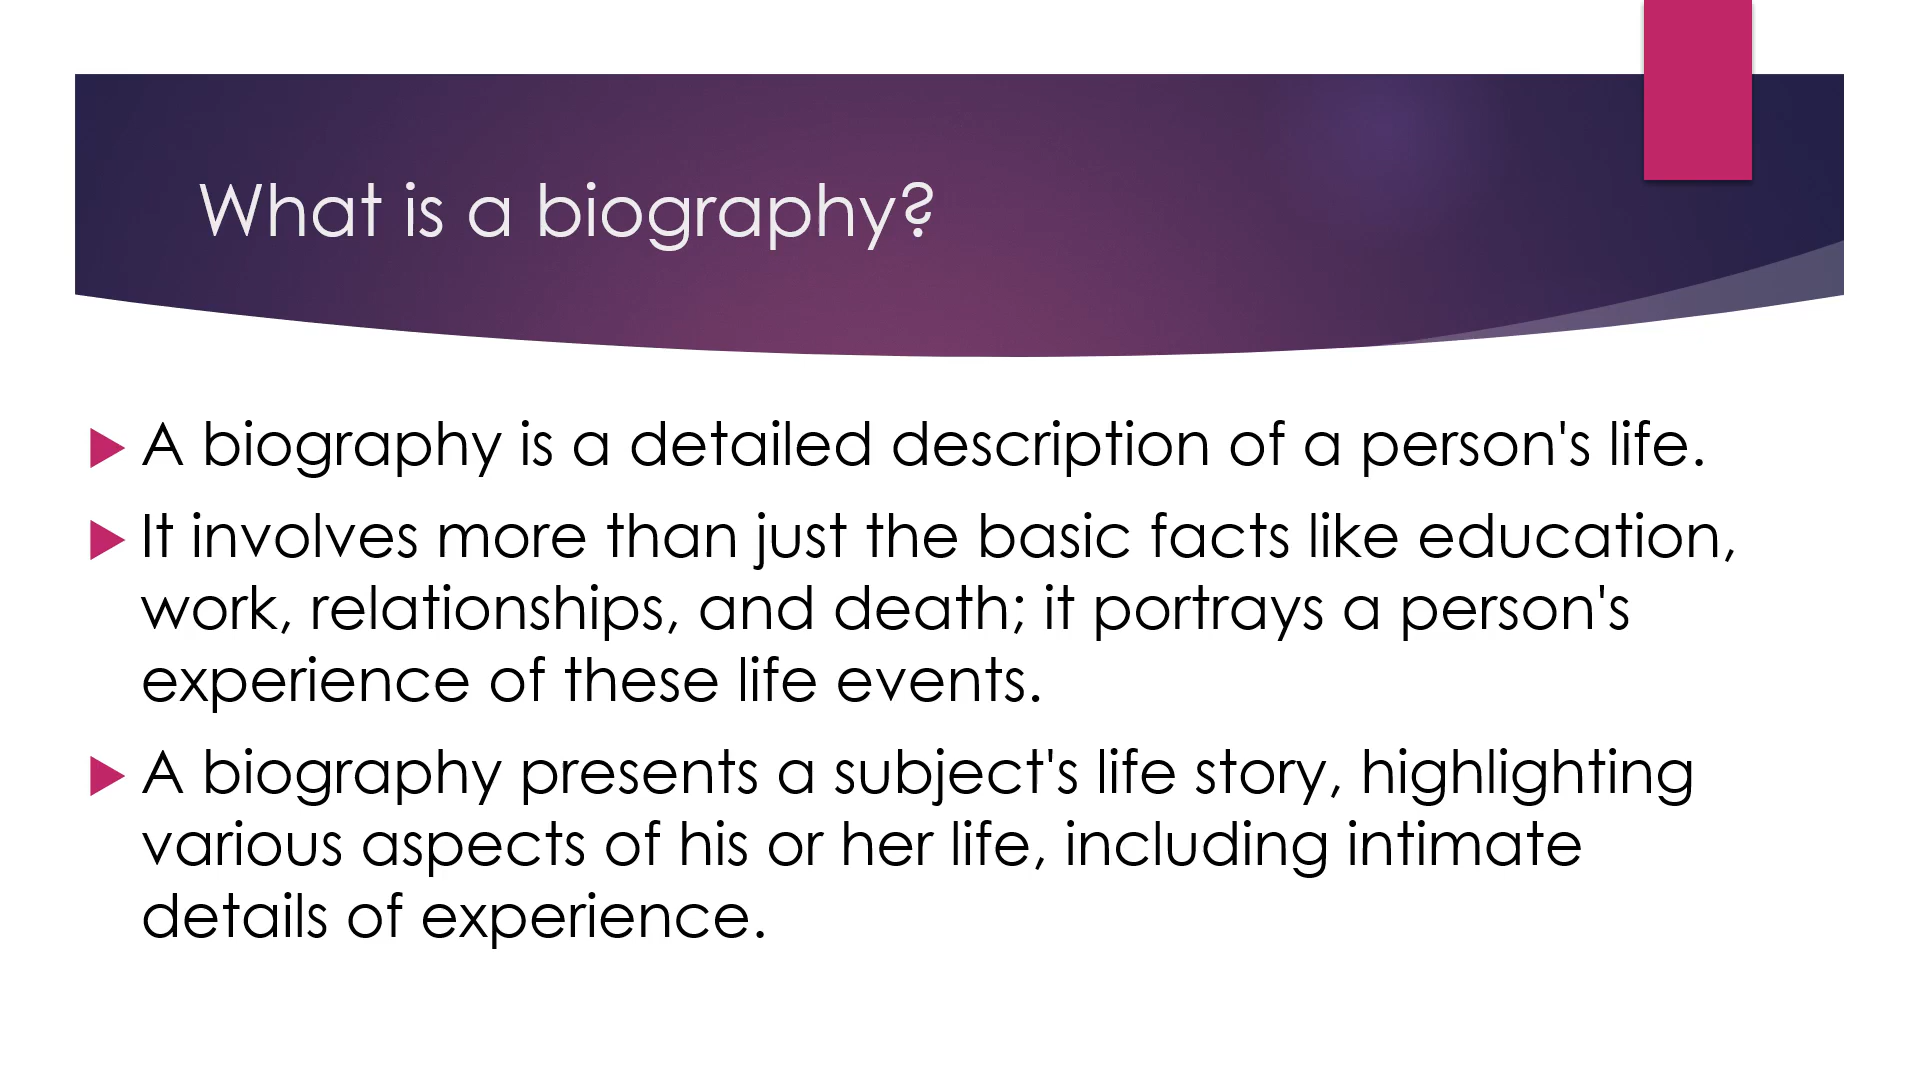 What is a biography?
A biography is a detailed description of a person's life.
It involves more than just the basic facts like education,
work, relationships, and death; it portrays a person's
experience of these life events.
A biography presents a subject's life story, highlighting
various aspects of his or her life, including intimate
details of experience.